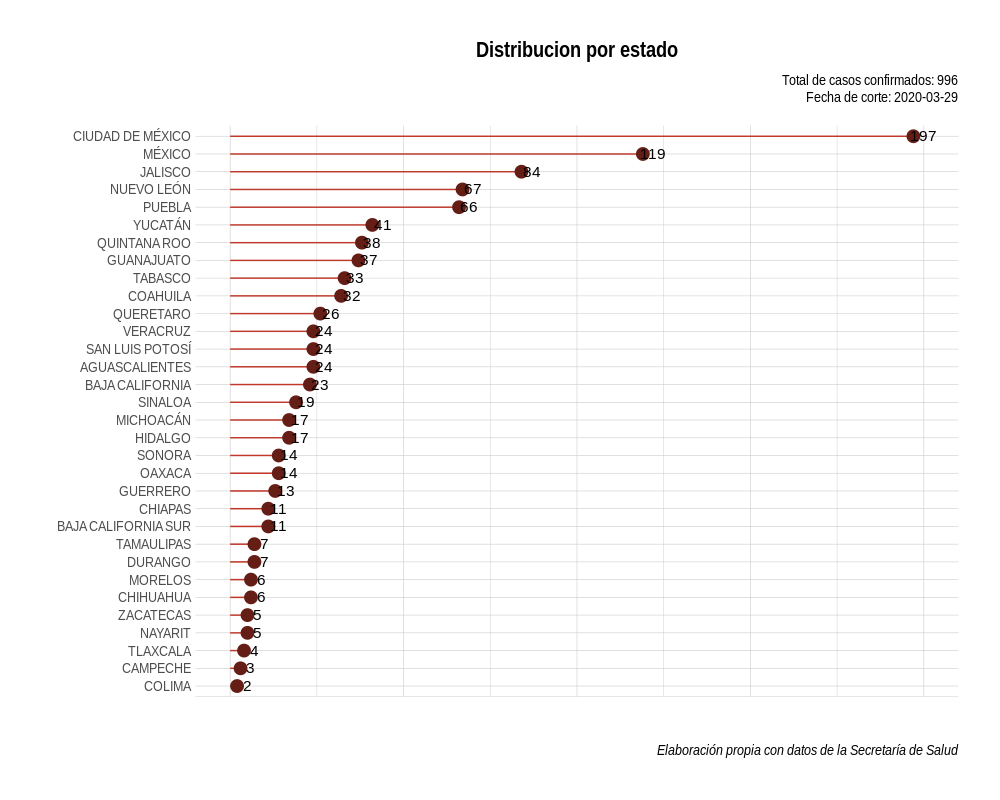 Distribucion por estado
Total de casos confirmados: 996
Fecha de corte: 2020-03-29
CIUDAD DE MÉXICO 197
MÉXICO 119
JALISCO 84
NUEVO LEÓN 67
PUEBLA 66
YUCATÁN 41
QUINTANA ROO 38
GUANAJUATO 37
TABASCO 33
COAHUILA 32
QUERETARO 26
VERACRUZ 24
SAN LUIS POTOSÍ 24
AGUASCALIENTES 24
BAJA CALIFORNIA 23
SINALOA 19
MICHOACÁN 17
HIDALGO 17
SONORA 14
OAXACA 14
GUERRERO 13
CHIAPAS 11
BAJA CALIFORNIA SUR 11
TAMAULIPAS 7
DURANGO 7
MORELOS 6
CHIHUAHUA 6
ZACATECAS 5
NAYARIT 5
TLAXCALA 4
CAMPECHE 3
COLIMA 2
Elaboración propia con datos de la Secretaría de Salud